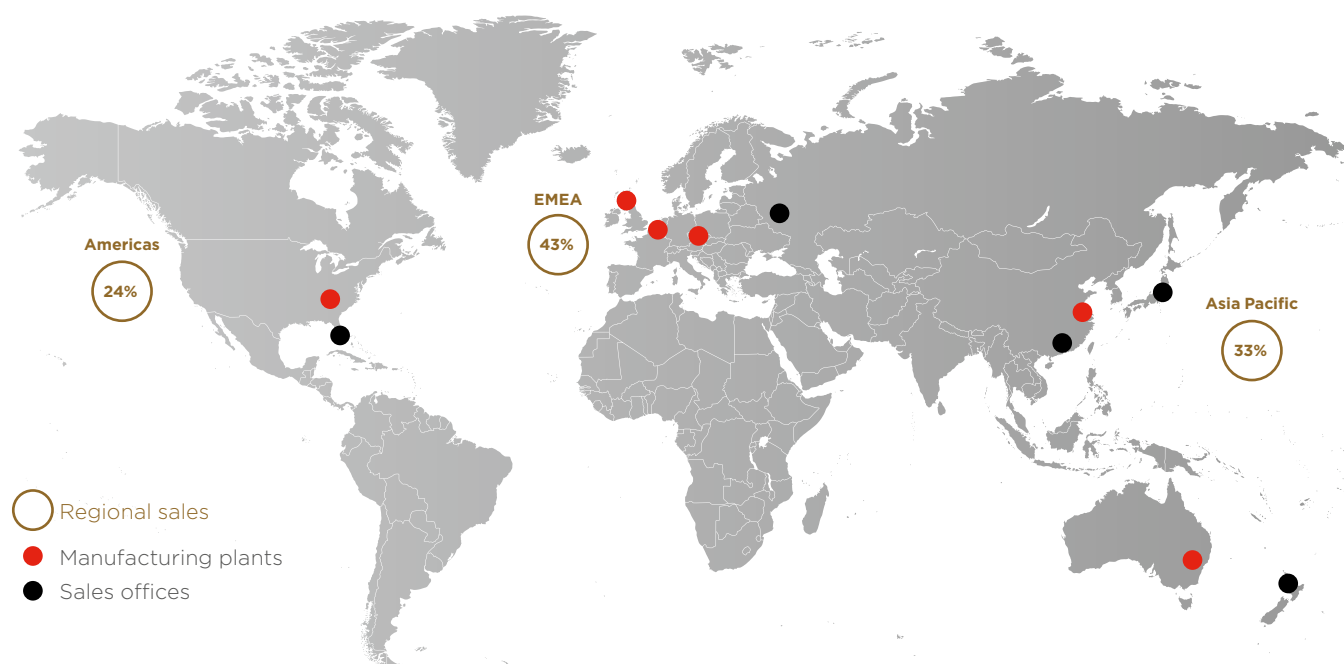 EMEA
43%
Americas
24%
Asia Pacific
33%
Regional sales
Manufacturing plants
Sales offices